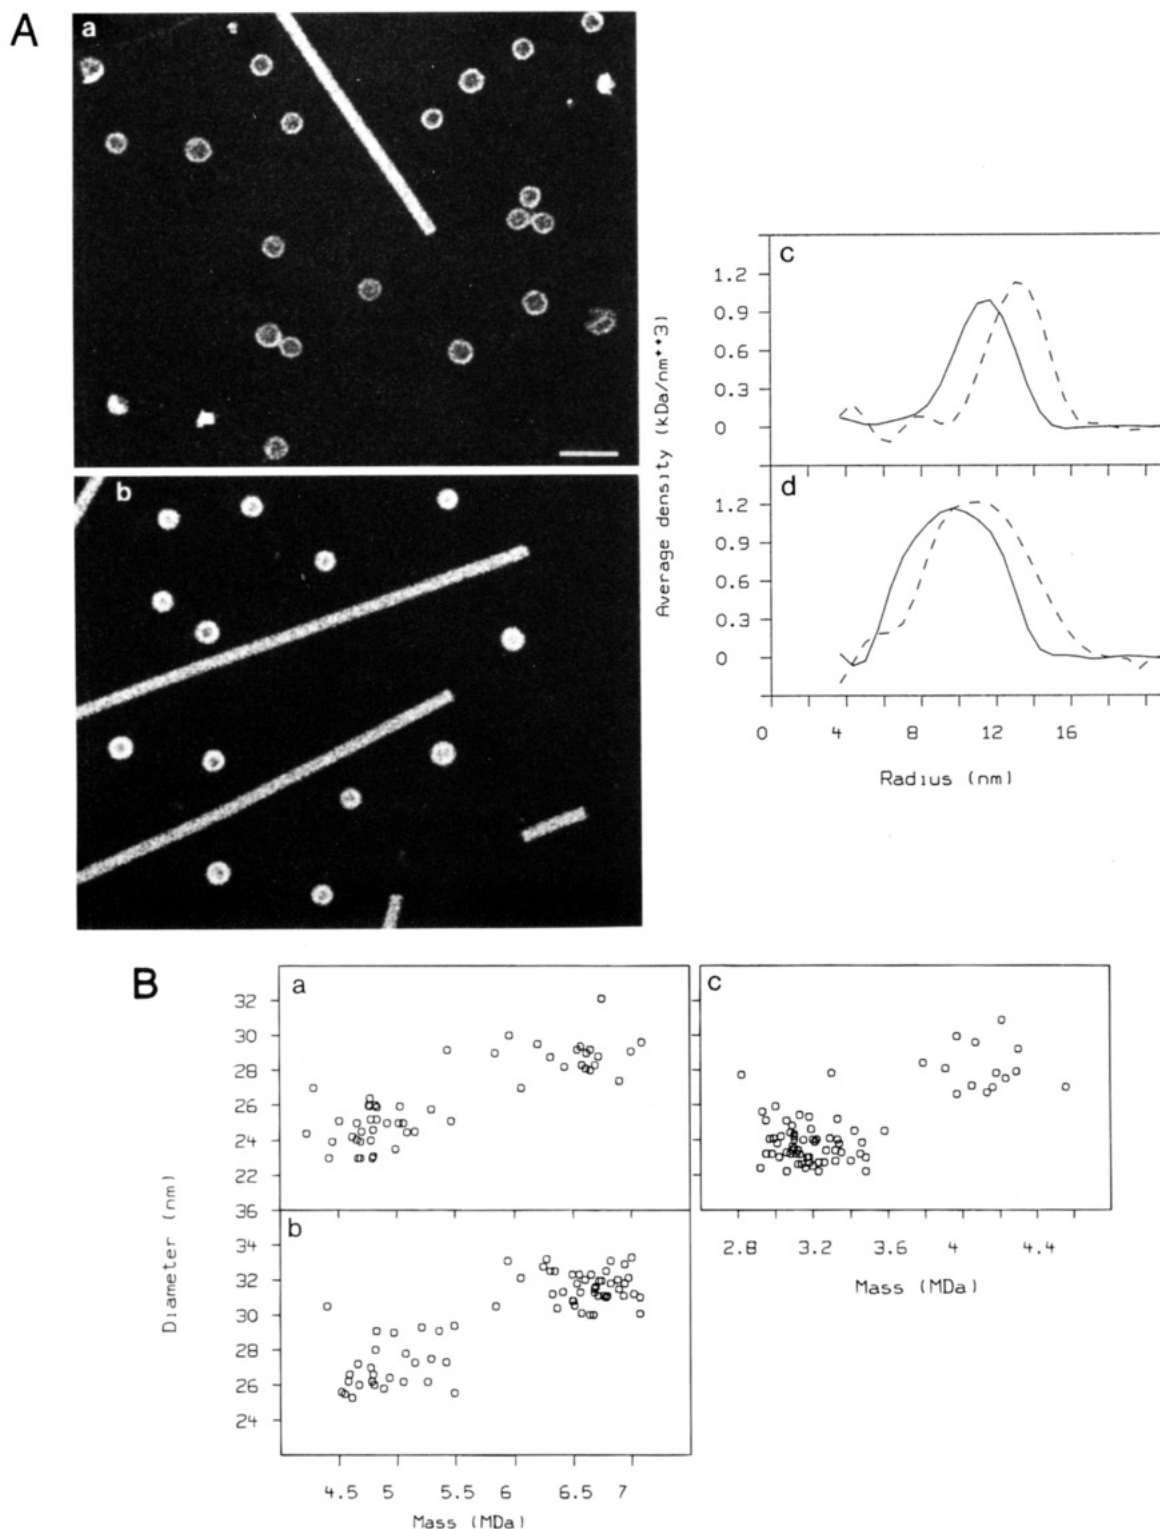 A
a
b
c
1.2
0.9
0.6
0.3
0
d
1.2
0.9
0.6
0.3
0
0 4 8 12 16
Average density (kDa/nm**3)
Radius (nm)
B
a
32
30
28
26
24
22
36
b
34
32
30
28
26
24
Diameter (nm)
4.5 5 5.5 6 6.5 7
Mass (MDa)
c
2.8 3.2 3.6 4 4.4
Mass (MDa)